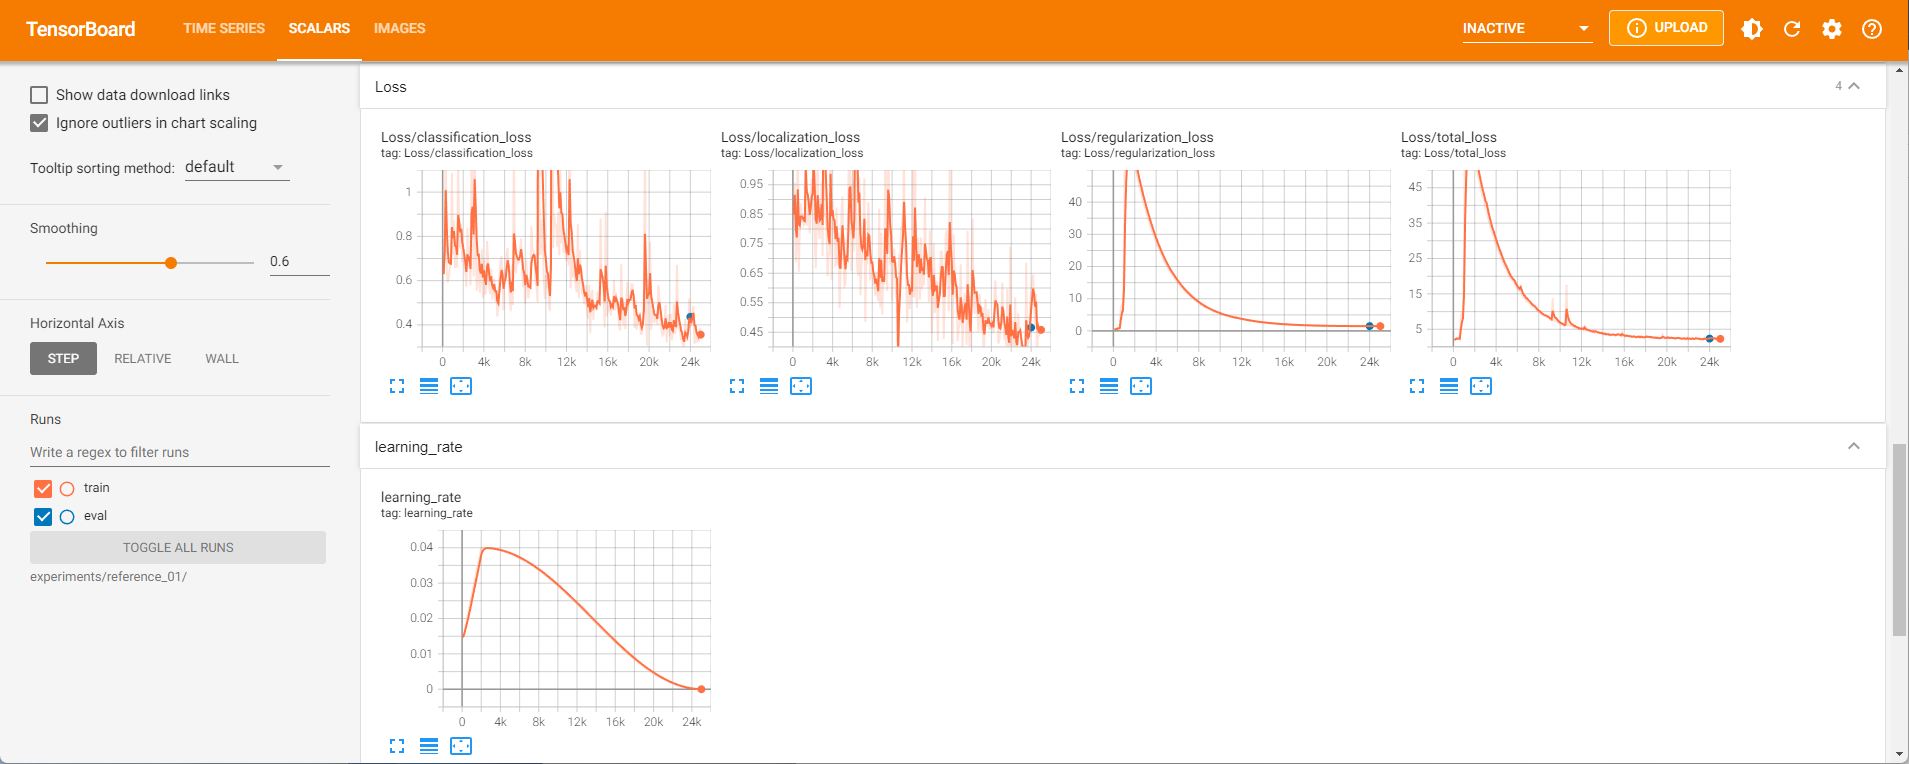 TensorBoard TIME SERIES SCALARS IMAGES INACTIVE UPLOAD
Show data download links
Ignore outliers in chart scaling
Tooltip sorting method: default
Smoothing
0.6
Horizontal Axis
STEP RELATIVE WALL
Runs
Write a regex to filter runs
train
eval
TOGGLE ALL RUNS
experiments/reference_01/
Loss 4
Loss/classification_loss
tag: Loss/classification_loss
1
0.8
0.6
0.4
0 4k 8k 12k 16k 20k 24k
Loss/localization_loss
tag: Loss/localization_loss
0.95
0.85
0.75
0.65
0.55
0.45
0 4k 8k 12k 16k 20k 24k
Loss/regularization_loss
tag: Loss/regularization_loss
40
30
20
10
0
0 4k 8k 12k 16k 20k 24k
Loss/total_loss
tag: Loss/total_loss
45
35
25
15
5
0 4k 8k 12k 16k 20k 24k
learning_rate
learning_rate
tag: learning_rate
0.04
0.03
0.02
0.01
0
0 4k 8k 12k 16k 20k 24k